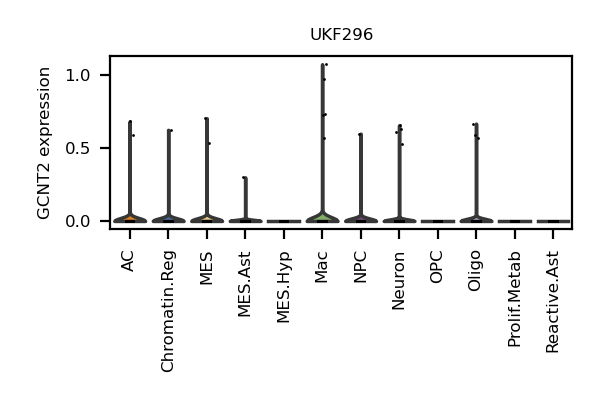 UKF296
GCNT2 expression
1.0
0.5
0.0
AC
Chromatin.Reg
MES
MES.Ast
MES.Hyp
Mac
NPC
Neuron
OPC
Oligo
Prolif.Metab
Reactive.Ast